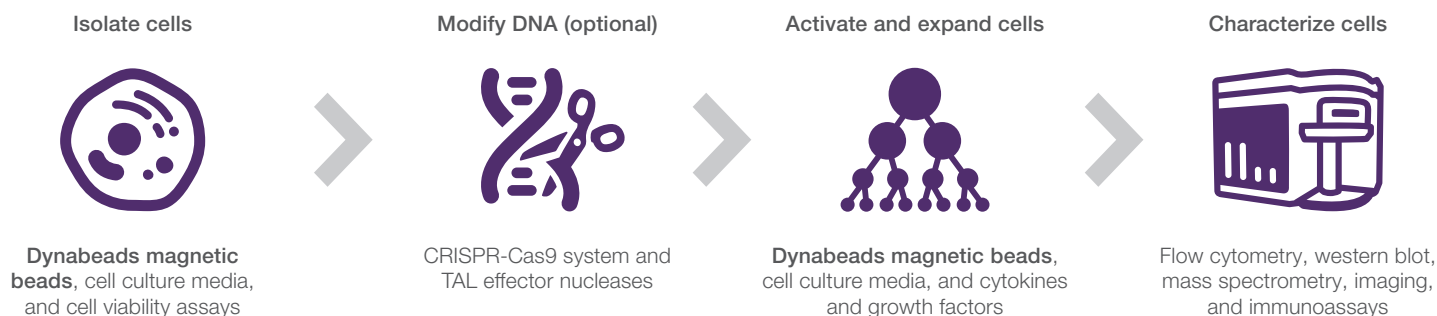 Isolate cells
Modify DNA (optional)
Activate and expand cells
Characterize cells
Dynabeads magnetic
beads, cell culture media,
and cell viability assays
CRISPR-Cas9 system and
TAL effector nucleases
Dynabeads magnetic beads,
cell culture media, and cytokines
and growth factors
Flow cytometry, western blot,
mass spectrometry, imaging,
and immunoassays